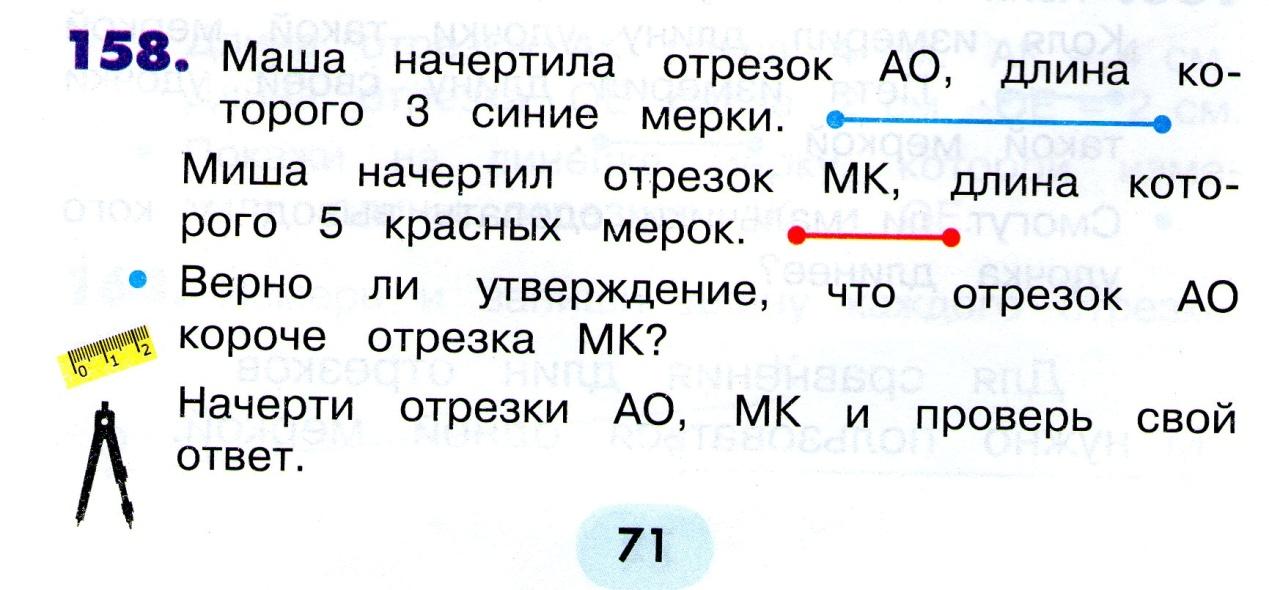 158. Маша начертила отрезок АО, длина ко-
торого 3 синие мерки.
Миша начертил отрезок МК, длина кото-
рого 5 красных мерок.
• Верно ли утверждение, что отрезок АО
короче отрезка МК?
0 1 2
Начерти отрезки АО, МК и проверь свой
ответ.
71